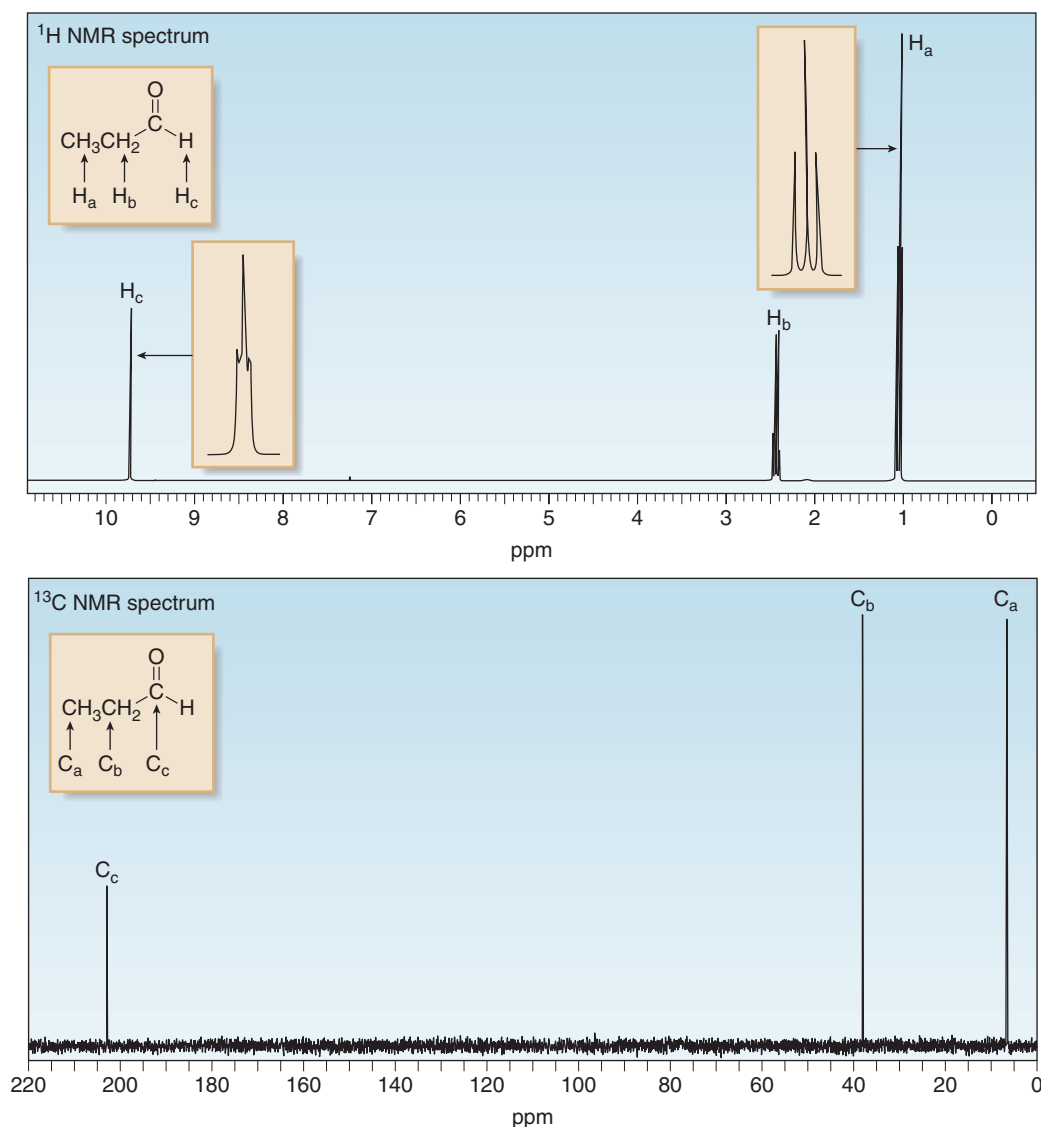 ¹H NMR spectrum
O
C
CH₃CH₂ H
Hₐ H_b H_c
Hₐ
H_b
H_c
10 9 8 7 6 5 4 3 2 1 0
ppm
¹³C NMR spectrum
O
C
CH₃CH₂ H
Cₐ C_b C_c
C_b Cₐ
C_c
220 200 180 160 140 120 100 80 60 40 20 0
ppm